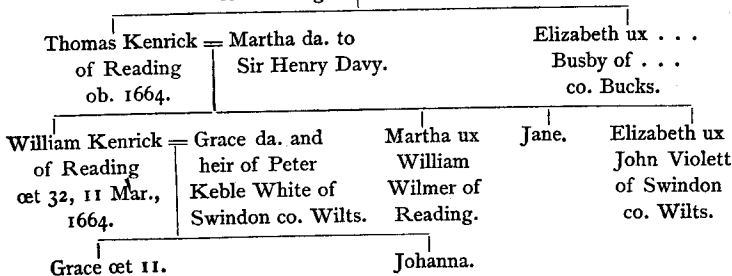 Thomas Kenrick = Martha da. to
of Reading Sir Henry Davy.
ob. 1664.
Elizabeth ux . . .
Busby of . . .
co. Bucks.
William Kenrick = Grace da. and
of Reading heir of Peter
œt 32, 11 Mar., Keble White of
1664. Swindon co. Wilts.
Martha ux
William
Wilmer of
Reading.
Jane.
Elizabeth ux
John Violett
of Swindon
co. Wilts.
Grace œt 11.
Johanna.